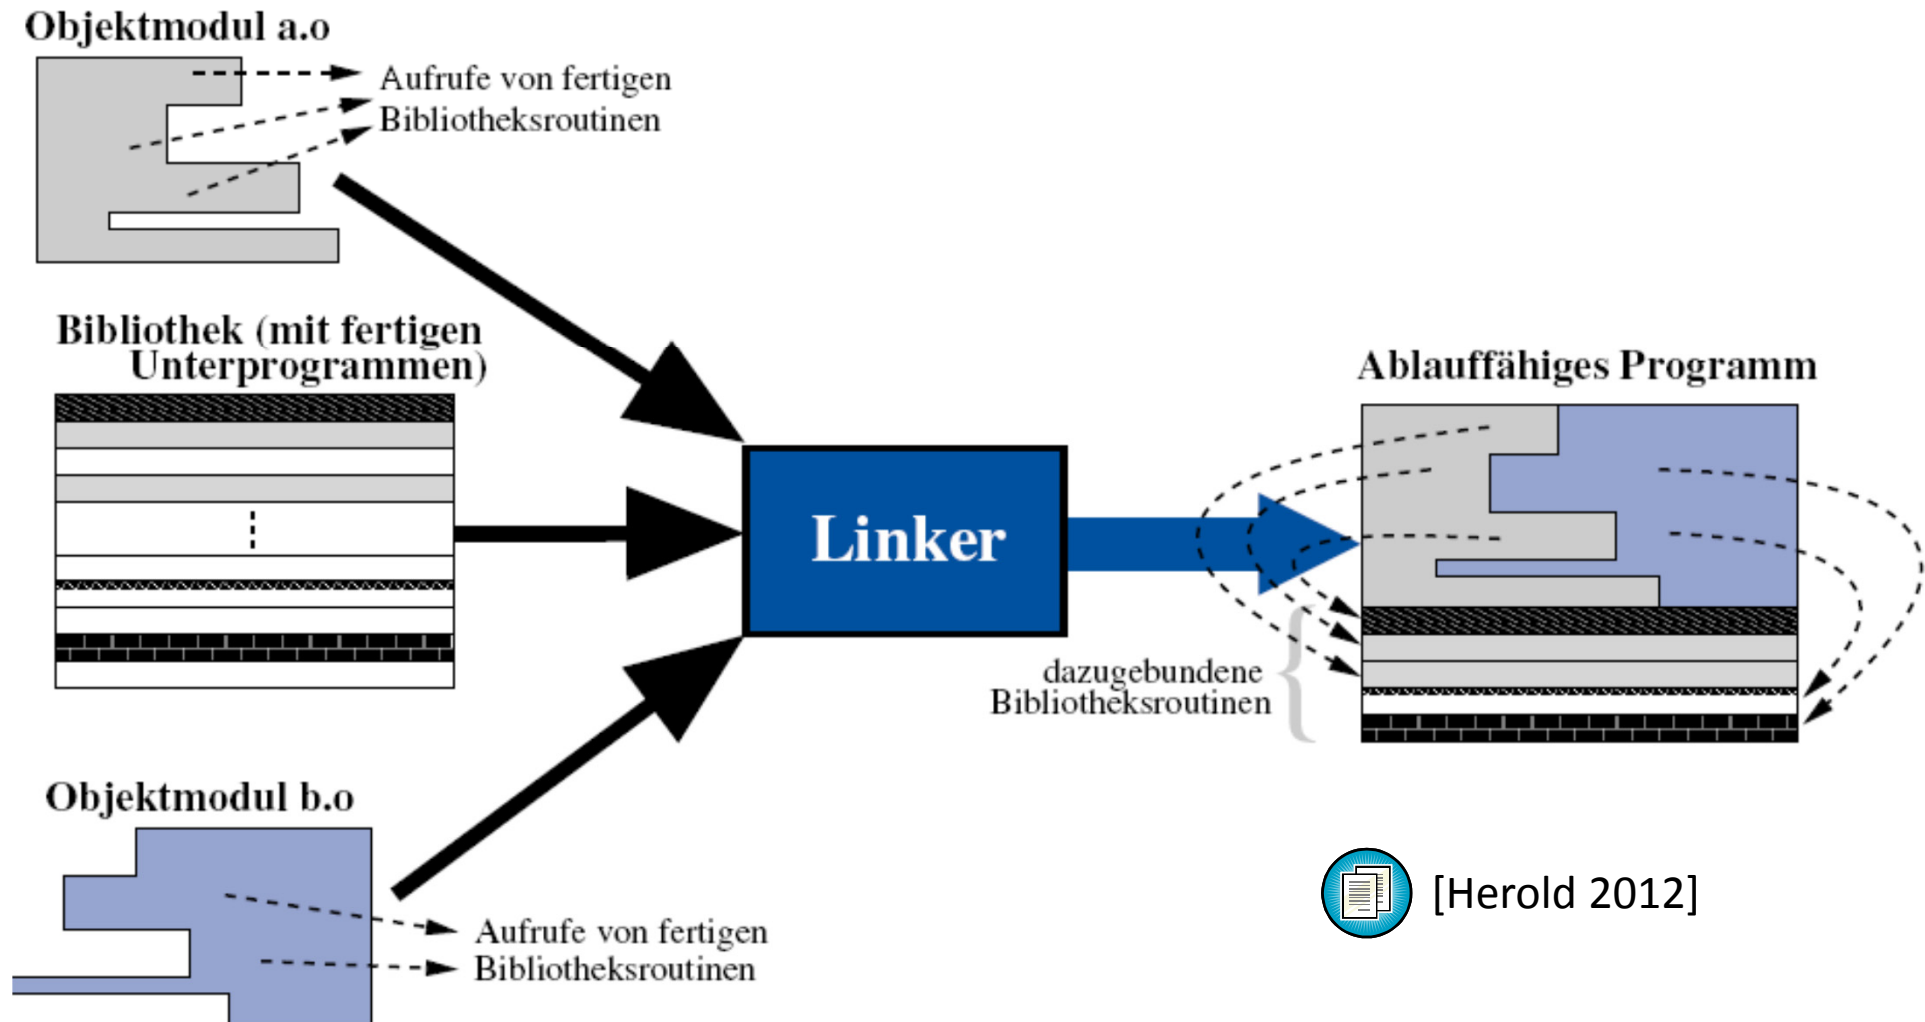 Objektmodul a.o
Aufrufe von fertigen
Bibliotheksroutinen
Bibliothek (mit fertigen
Unterprogrammen)
Linker
Ablauffähiges Programm
dazugebundene
Bibliotheksroutinen
Objektmodul b.o
Aufrufe von fertigen
Bibliotheksroutinen
[Herold 2012]